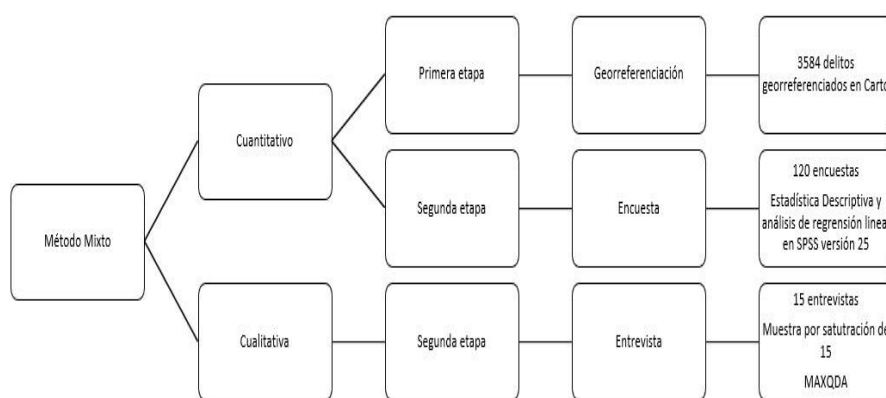 Primera etapa
Georreferenciación
3584 delitos
georreferenciados en Carto
Cuantitativo
Segunda etapa
Encuesta
120 encuestas
Estadística Descriptiva y
análisis de regrensión linea
en SPSS versión 25
Método Mixto
Cualitativa
Segunda etapa
Entrevista
15 entrevistas
Muestra por satutración de
15
MAXQDA